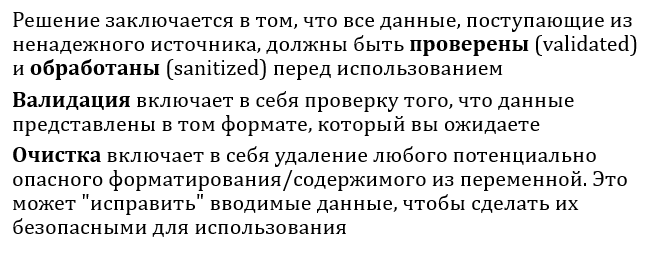 Решение заключается в том, что все данные, поступающие из
ненадежного источника, должны быть проверены (validated)
и обработаны (sanitized) перед использованием
Валидация включает в себя проверку того, что данные
представлены в том формате, который вы ожидаете
Очистка включает в себя удаление любого потенциально
опасного форматирования/содержимого из переменной. Это
может "исправить" вводимые данные, чтобы сделать их
безопасными для использования